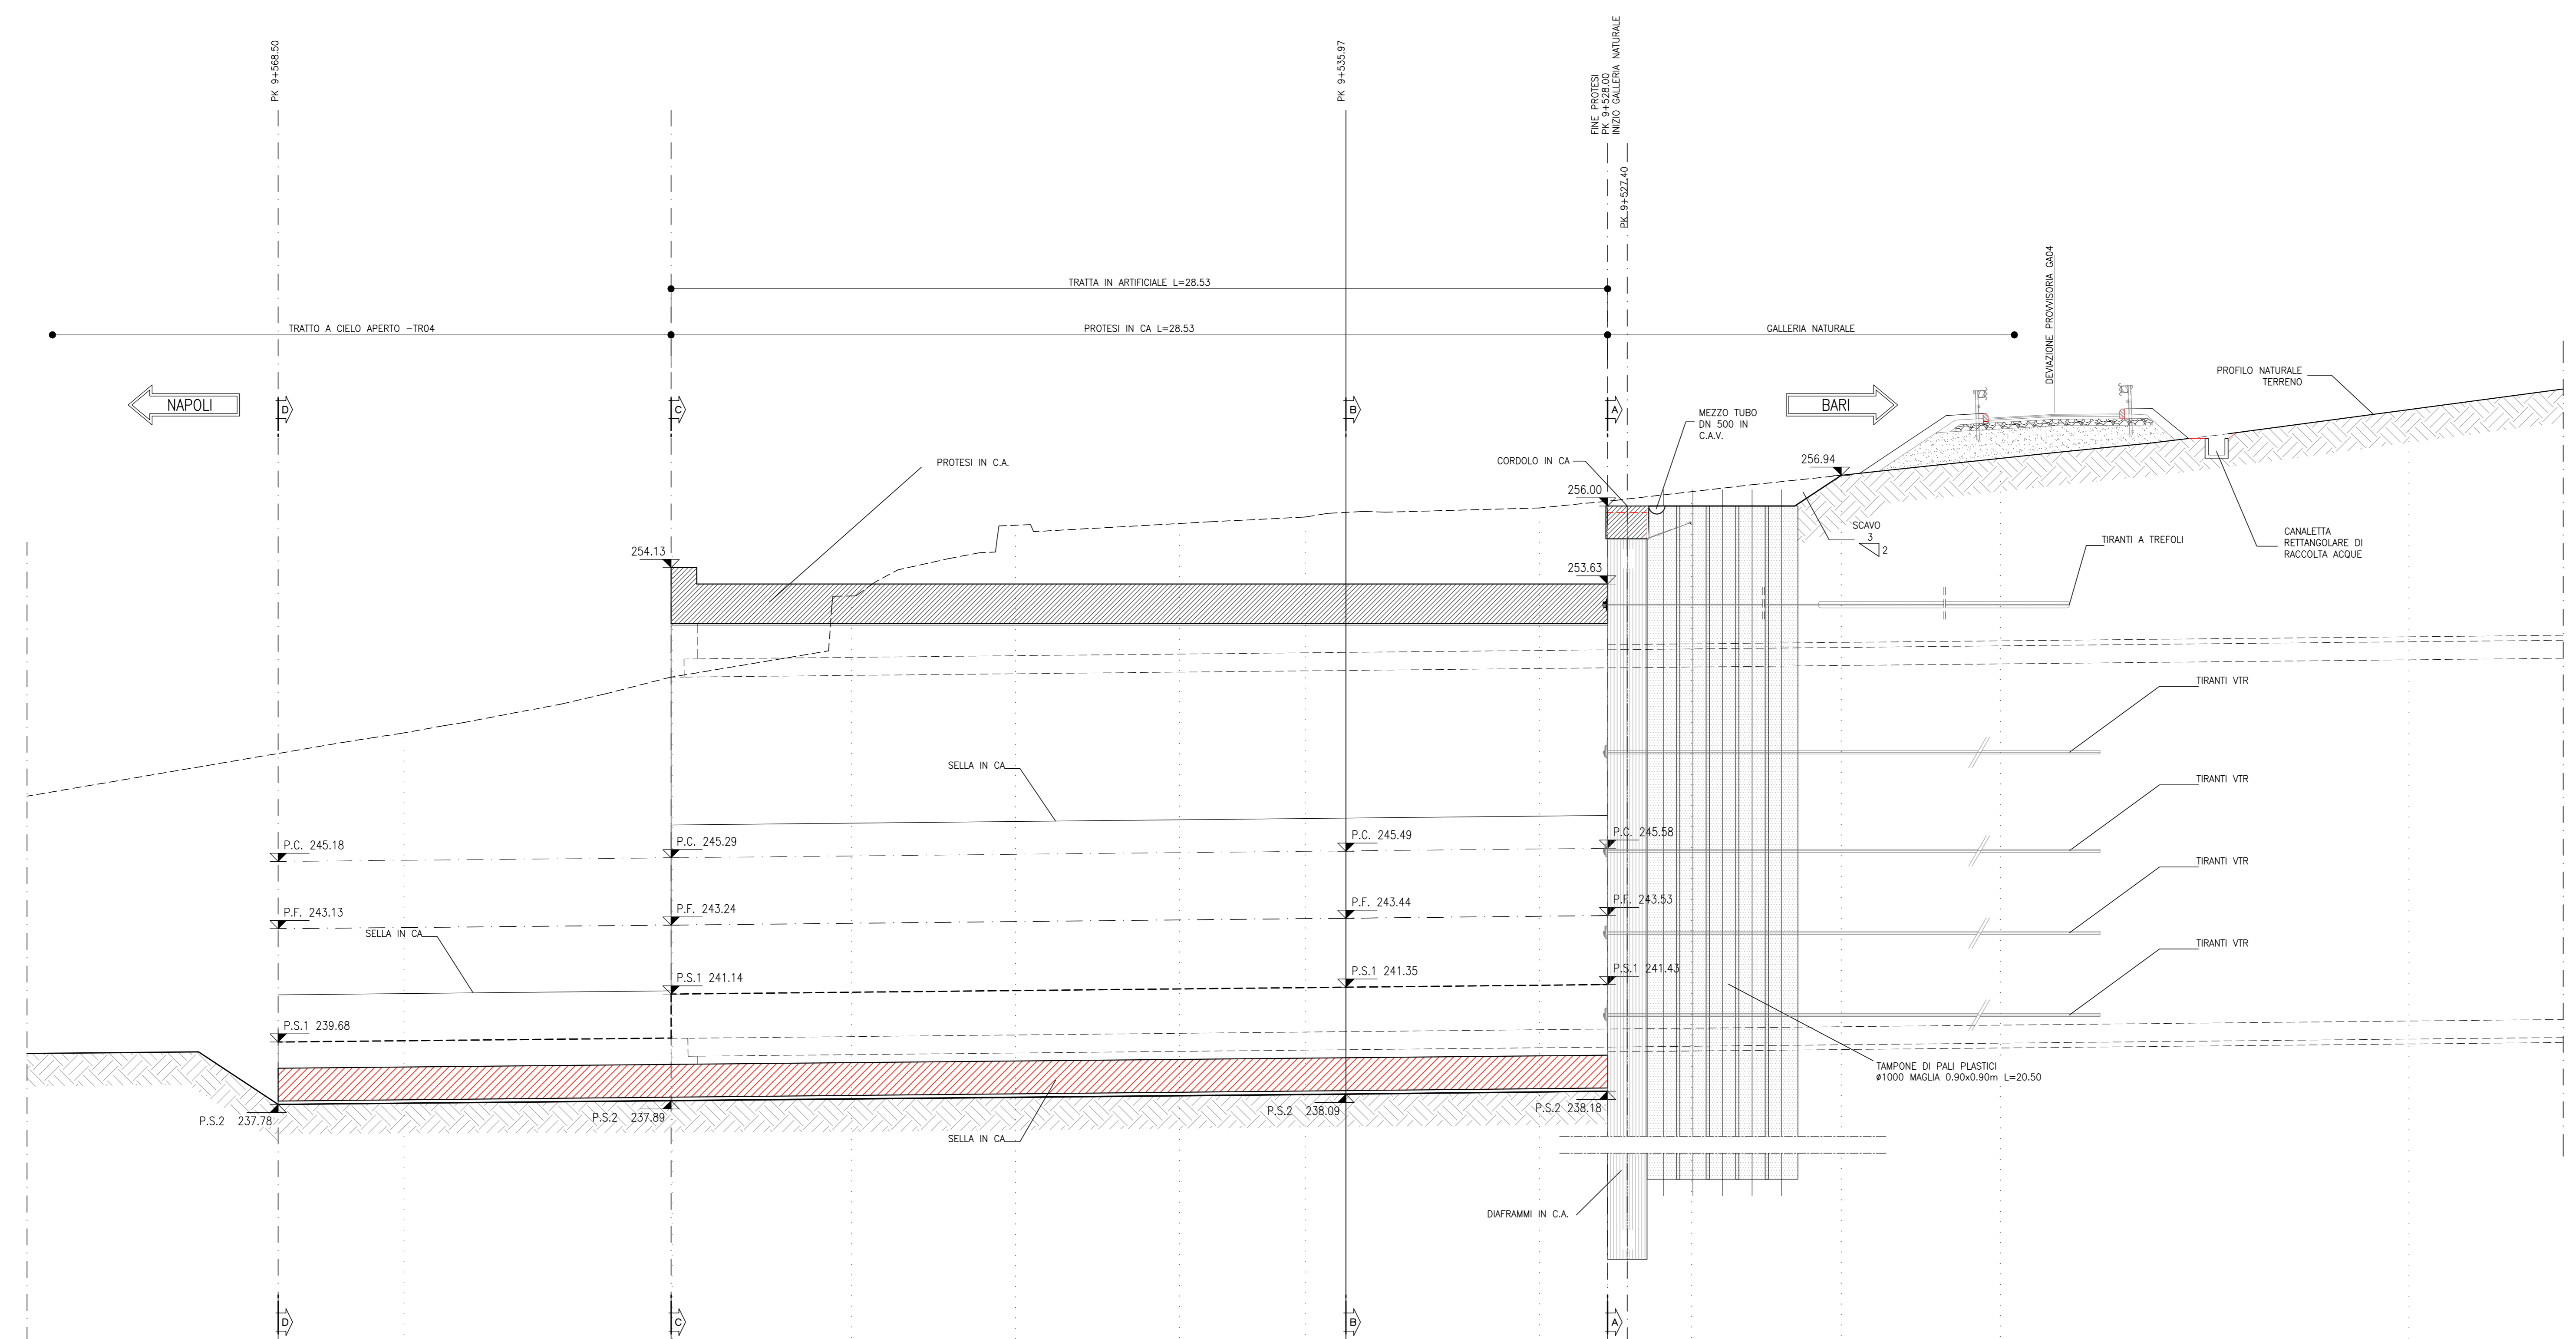 PK 9+568.50
PK 9+535.97
FINE PROTESI
PK 9+528.00
INIZIO GALLERIA NATURALE
PK 9+527.40
TRATTA IN ARTIFICIALE L=28.53
TRATTO A CIELO APERTO -TR04
PROTESI IN CA L=28.53
GALLERIA NATURALE
DEVIAZIONE PROVVISORIA GA04
PROFILO NATURALE
TERRENO
NAPOLI
D
C
B
A
BARI
MEZZO TUBO
DN 500 IN
C.A.V.
PROTESI IN C.A.
CORDOLO IN CA
256.94
256.00
SCAVO
3
2
CANALETTA
RETTANGOLARE DI
RACCOLTA ACQUE
TIRANTI A TREFOLI
254.13
253.63
TIRANTI VTR
SELLA IN CA
TIRANTI VTR
P.C. 245.18
P.C. 245.29
P.C. 245.49
P.C. 245.58
TIRANTI VTR
P.F. 243.13
P.F. 243.24
P.F. 243.44
P.F. 243.53
SELLA IN CA
TIRANTI VTR
P.S.1 241.14
P.S.1 241.35
P.S.1 241.43
P.S.1 239.68
TAMPONE DI PALI PLASTICI
ø1000 MAGLIA 0.90x0.90m L=20.50
P.S.2 237.78
P.S.2 237.89
P.S.2 238.09
P.S.2 238.18
SELLA IN CA
DIAFRAMMI IN C.A.
D
C
B
A